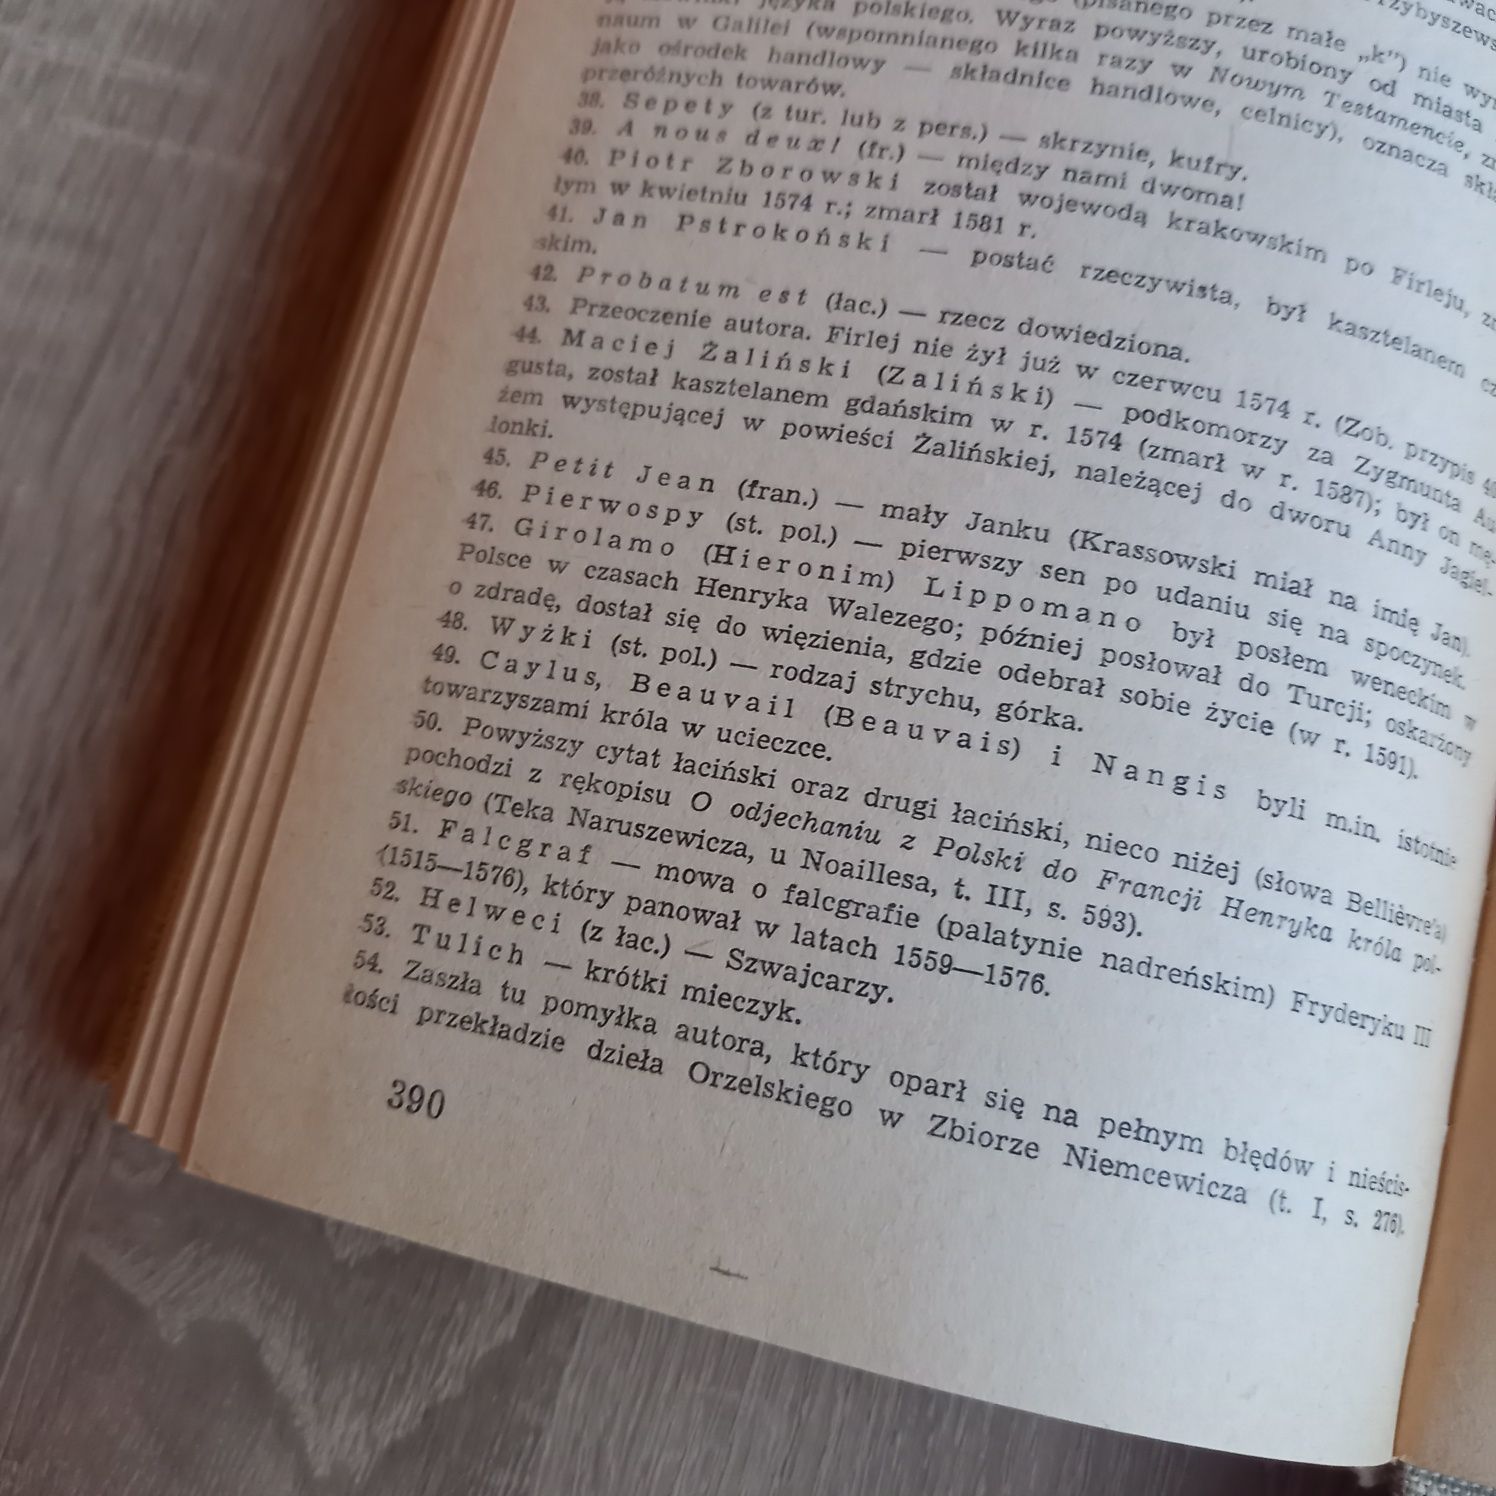 Przybyszews
(pisanego przez małe „k") nie wy
języka polskiego. Wyraz powyższy, urobiony od miasta
naum w Galilei (wspomnianego kilka razy w Nowym Testamencie,
jako ośrodek handlowy — składnice handlowe, celnicy), oznacza skł
przeróżnych towarów.
38. Sepety (z tur. lub z pers.) — skrzynie, kufry.
39. A nous deux! (fr.) — między nami dwoma!
40. Piotr Zborowski został wojewodą krakowskim po Firleju, z
łym w kwietniu 1574 r.; zmarł 1581 r.
41. Jan Pstrokoński — postać rzeczywista, był kasztelanem
skim.
42. Probatum est (łac.) — rzecz dowiedziona.
43. Przeoczenie autora. Firlej nie żył już w czerwcu 1574 r. (Zob. przypis 40
44. Maciej Żaliński (Zaliński) — podkomorzy za Zygmunta Au
gusta, został kasztelanem gdańskim w r. 1574 (zmarł w r. 1587); był on mę-
żem występującej w powieści Żalińskiej, należącej do dworu Anny Jagiel-
lonki.
45. Petit Jean (fran.) — mały Janku (Krassowski miał na imię Jan).
46. Pierwospy (st. pol.) — pierwszy sen po udaniu się na spoczynek.
47. Girolamo (Hieronim) Lippomano był posłem weneckim w
Polsce w czasach Henryka Walezego; później posłował do Turcji; oskarżony
o zdradę, dostał się do więzienia, gdzie odebrał sobie życie (w r. 1591).
48. Wyżki (st. pol.) — rodzaj strychu, górka.
49. Caylus, Beauvail (Beauvais) i Nangis byli m.in. istotnie
towarzyszami króla w ucieczce.
50. Powyższy cytat łaciński oraz drugi łaciński, nieco niżej (słowa Bellièvre'a)
pochodzi z rękopisu O odjechaniu z Polski do Francji Henryka króla pol-
skiego (Teka Naruszewicza, u Noaillesa, t. III, s. 593).
51. Falcgraf — mowa o falcgrafie (palatynie nadreńskim) Fryderyku III
(1515—1576), który panował w latach 1559—1576.
52. Helweci (z łac.) — Szwajcarzy.
53. Tulich — krótki mieczyk.
54. Zaszła tu pomyłka autora, który oparł się na pełnym błędów i nieścis-
łości przekładzie dzieła Orzelskiego w Zbiorze Niemcewicza (t. I, s. 276).
390